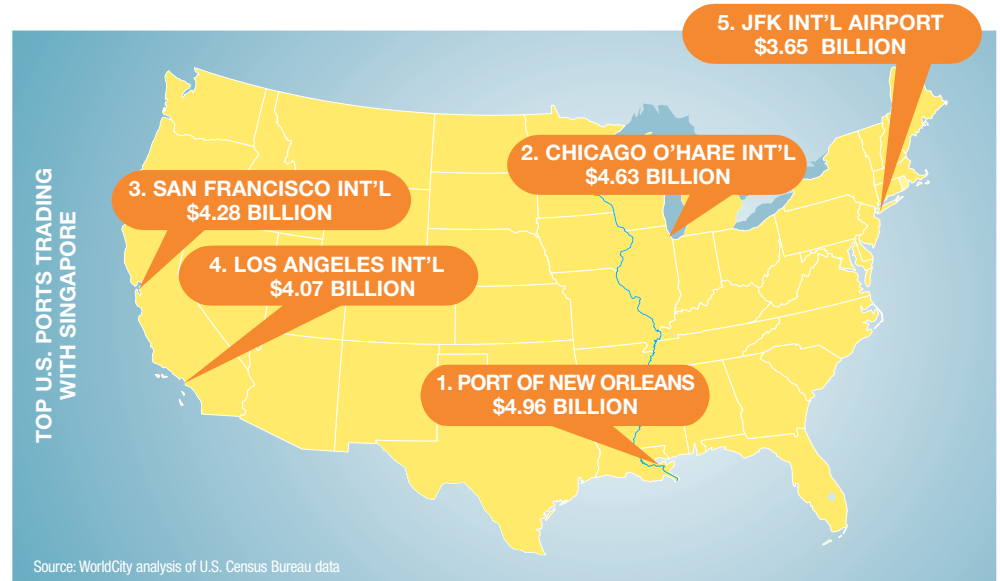 TOP U.S. PORTS TRADING
WITH SINGAPORE
5. JFK INT'L AIRPORT
$3.65 BILLION
2. CHICAGO O'HARE INT'L
$4.63 BILLION
3. SAN FRANCISCO INT'L
$4.28 BILLION
4. LOS ANGELES INT'L
$4.07 BILLION
1. PORT OF NEW ORLEANS
$4.96 BILLION
Source: WorldCity analysis of U.S. Census Bureau data